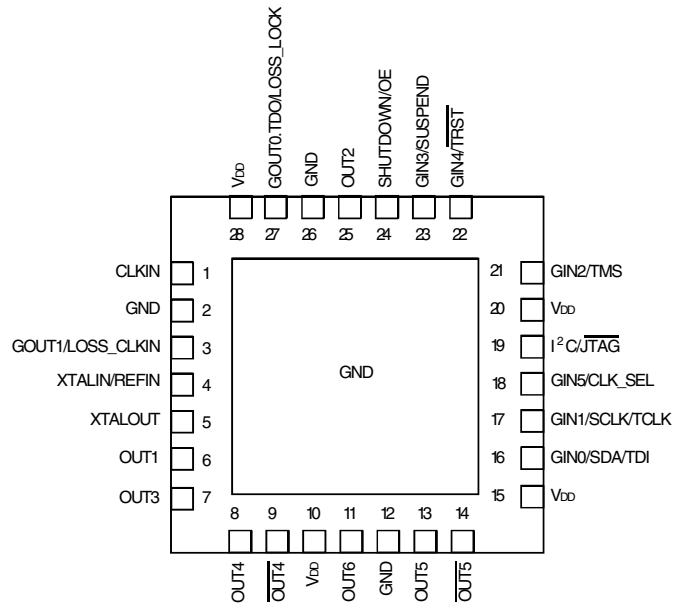 VDD
GOUT0.TDO/LOSS_LOCK
GND
OUT2
SHUTDOWN/OE
GIN3/SUSPEND
GIN4/TRST
28 27 26 25 24 23 22
CLKIN 1
GND 2
GOUT1/LOSS_CLKIN 3
XTALIN/REFIN 4
XTALOUT 5
OUT1 6
OUT3 7
GND
21 GIN2/TMS
20 VDD
19 I²C/JTAG
18 GIN5/CLK_SEL
17 GIN1/SCLK/TCLK
16 GIN0/SDA/TDI
15 VDD
8 9 10 11 12 13 14
OUT4
OUT4
VDD
OUT6
GND
OUT5
OUT5